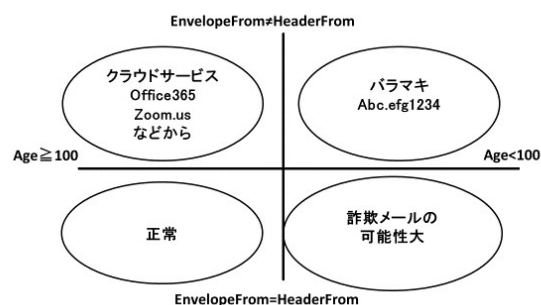 EnvelopeFrom≠HeaderFrom
クラウドサービス
Office365
Zoom.us
などから
バラマキ
Abc.efg1234
Age≧100
Age<100
正常
詐欺メールの
可能性大
EnvelopeFrom=HeaderFrom